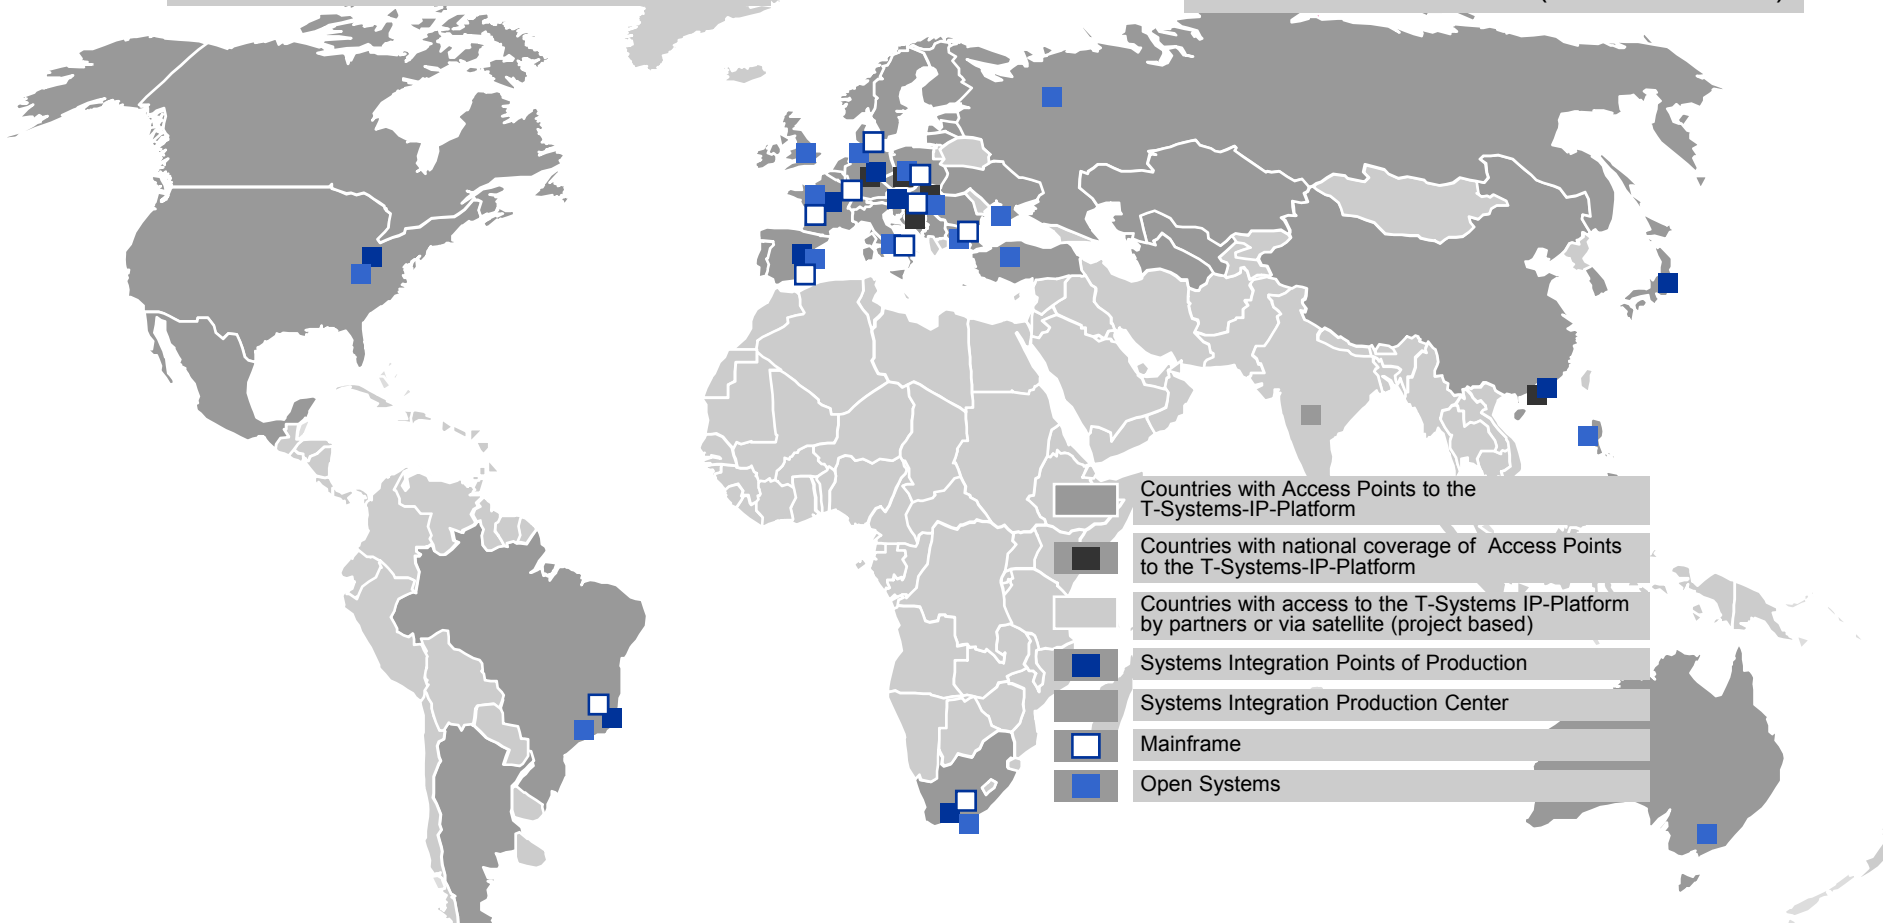 Countries with Access Points to the
T-Systems-IP-Platform
Countries with national coverage of Access Points
to the T-Systems-IP-Platform
Countries with access to the T-Systems IP-Platform
by partners or via satellite (project based)
Systems Integration Points of Production
Systems Integration Production Center
Mainframe
Open Systems